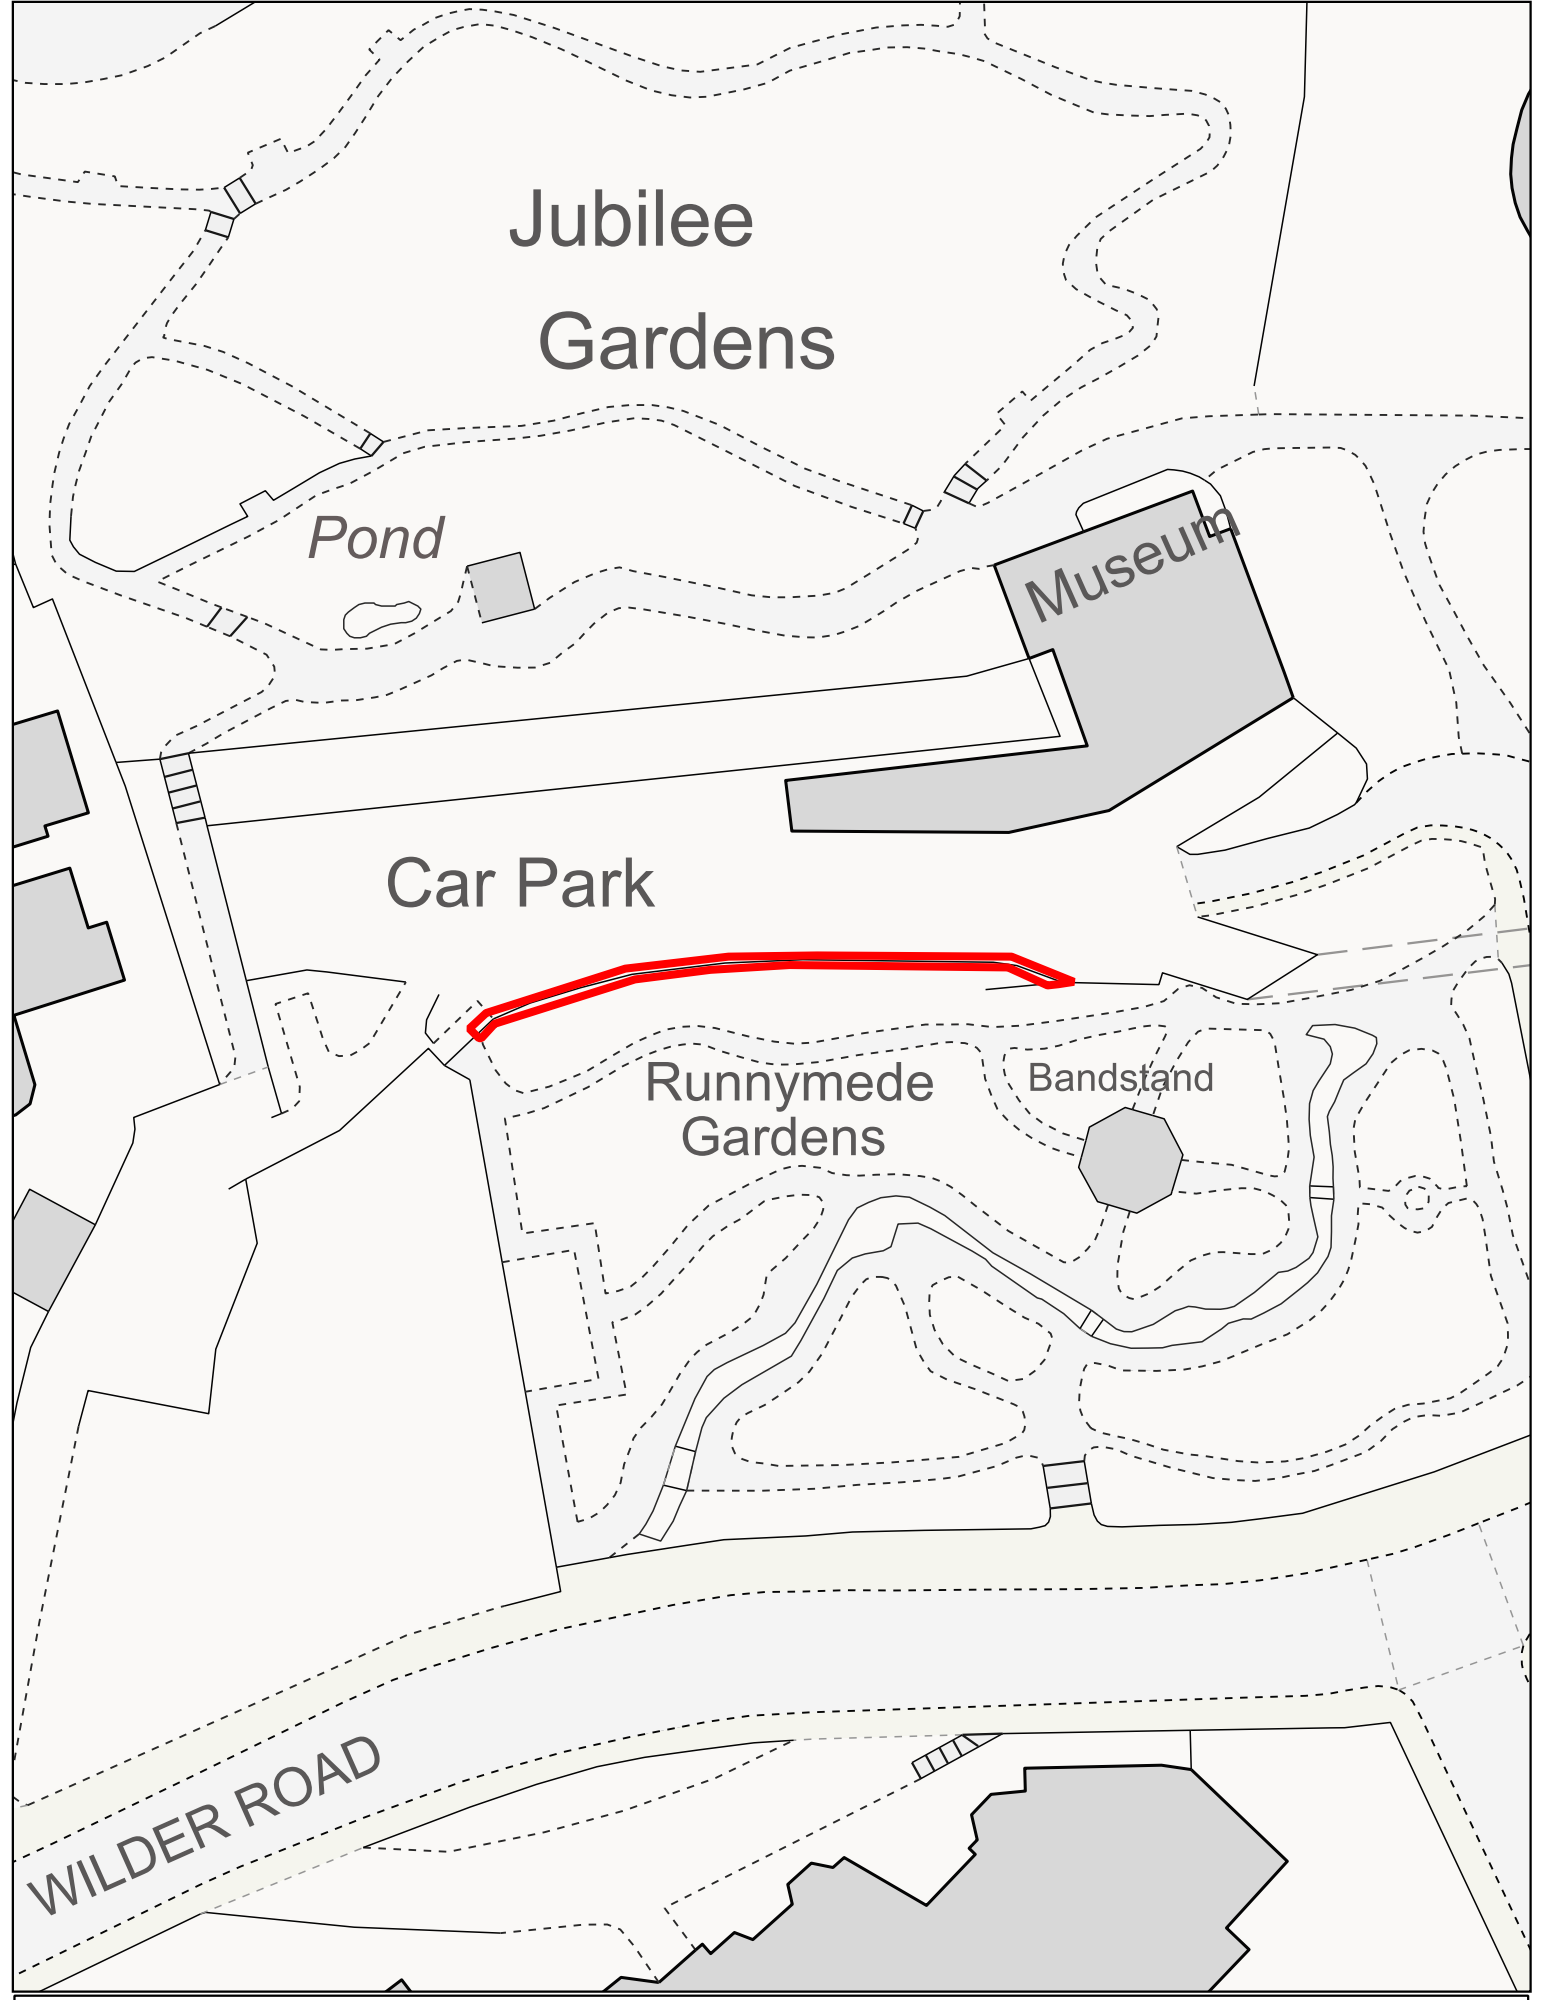 Jubilee
Gardens
Pond
Museum
Car Park
Runnymede
Gardens
Bandstand
WILDER ROAD